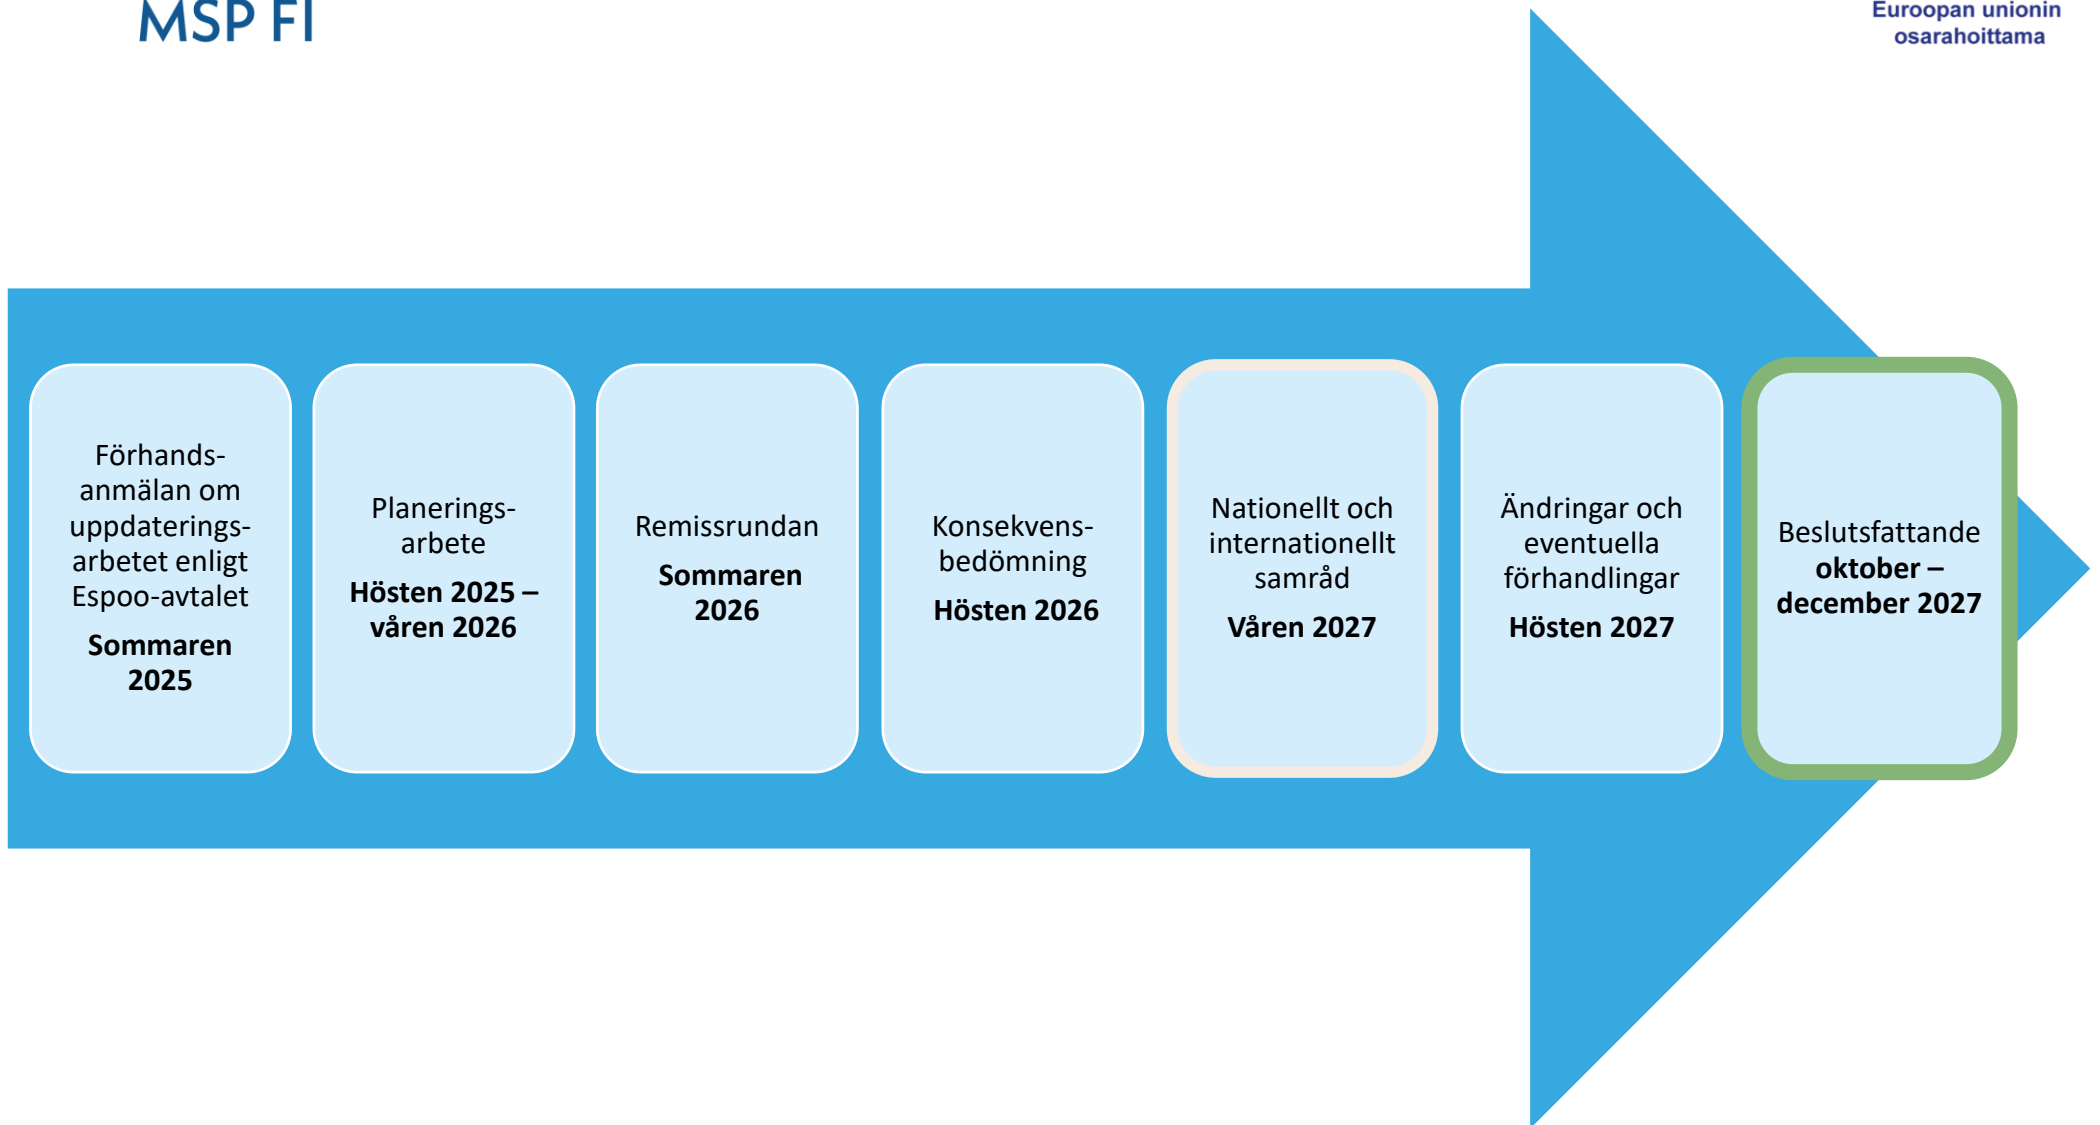 MSP FI
Euroopan unionin
osarahoittama
Förhands-
anmälan om
uppdaterings-
arbetet enligt
Espoo-avtalet
Sommaren
2025
Planerings-
arbete
Hösten 2025 –
våren 2026
Remissrundan
Sommaren
2026
Konsekvens-
bedömning
Hösten 2026
Nationellt och
internationellt
samråd
Våren 2027
Ändringar och
eventuella
förhandlingar
Hösten 2027
Beslutsfattande
oktober –
december 2027